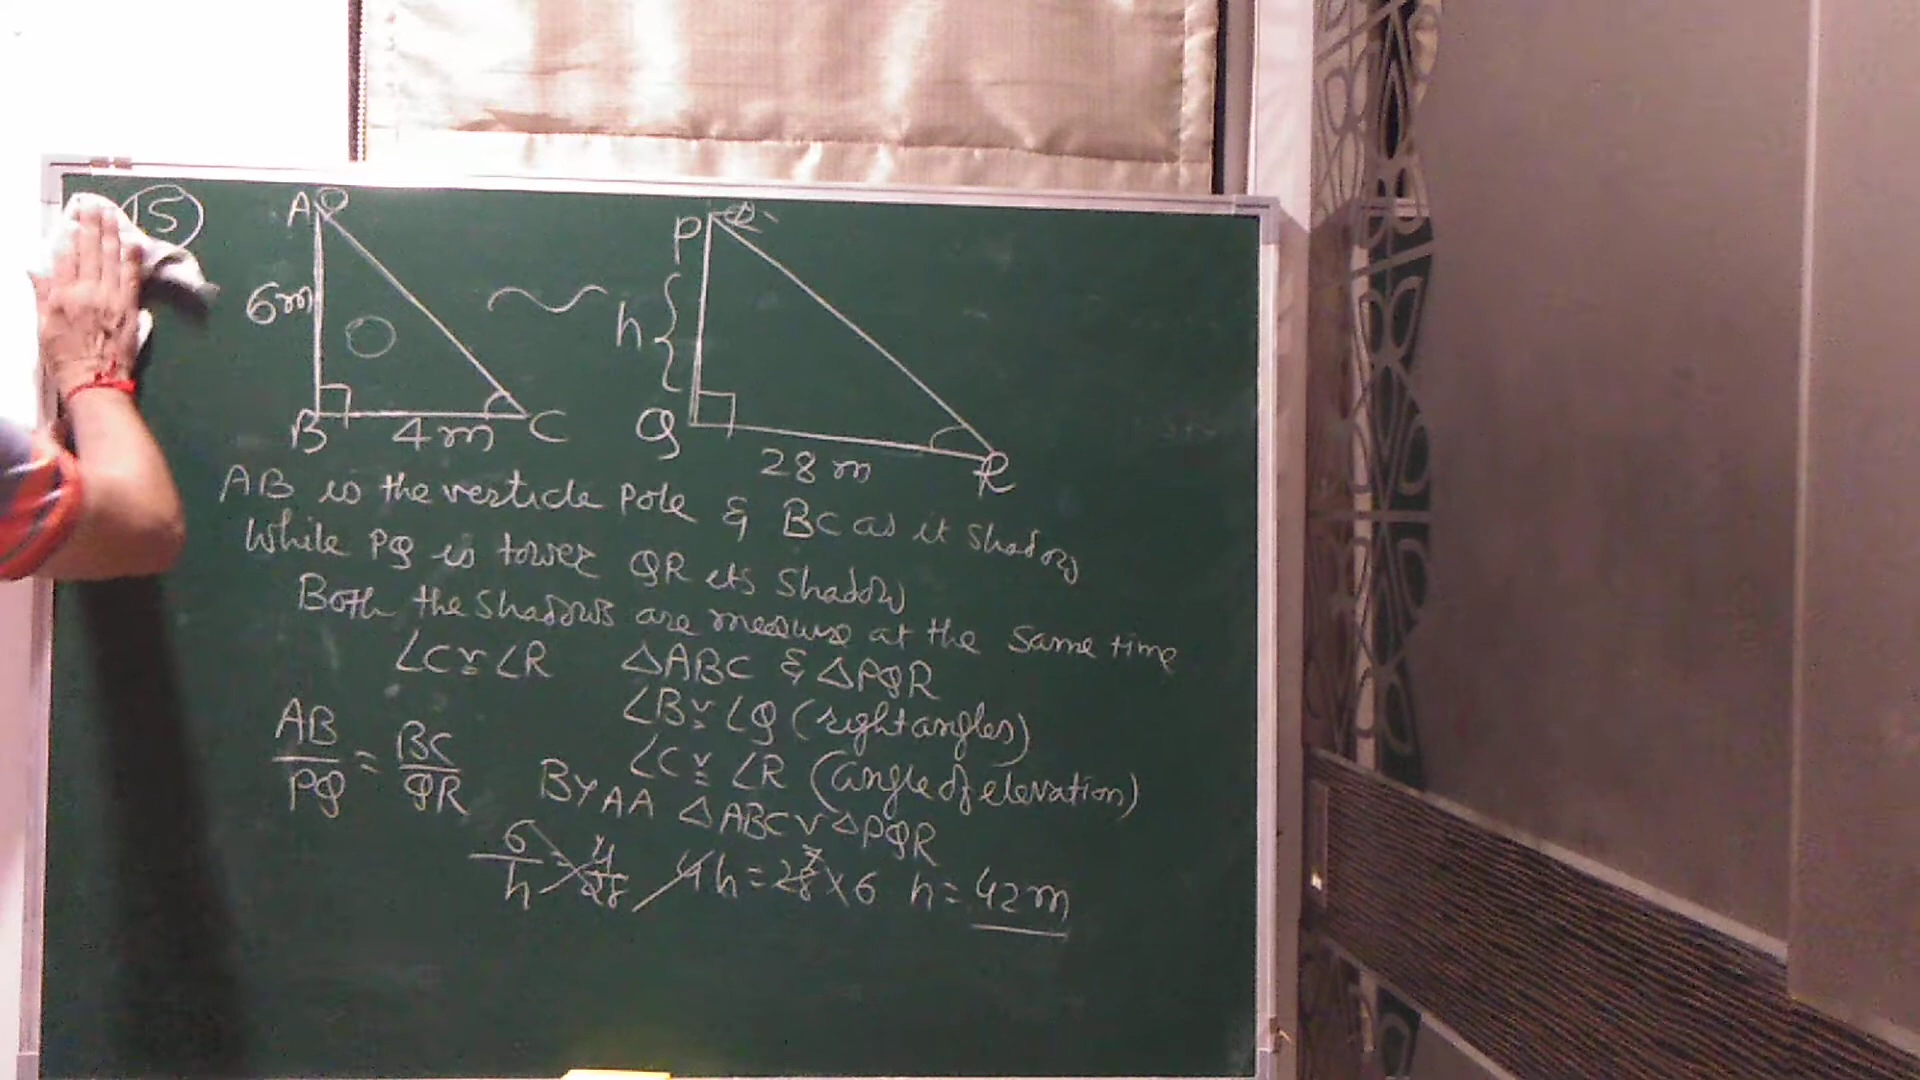 15
A
P
6m
h
B 4m C
Q 28 m R
AB is the verticle pole & BC as it shadow
While PQ is tower QR its shadow
Both the shadows are measure at the same time
∠C ≅ ∠R △ABC & △PQR
∠B ≅ ∠Q (right angles)
∠C ≅ ∠R (angle of elevation)
AB/PQ = BC/QR
By AA △ABC ~ △PQR
6/h = 4/28 4h = 28 7 × 6 h = 42m